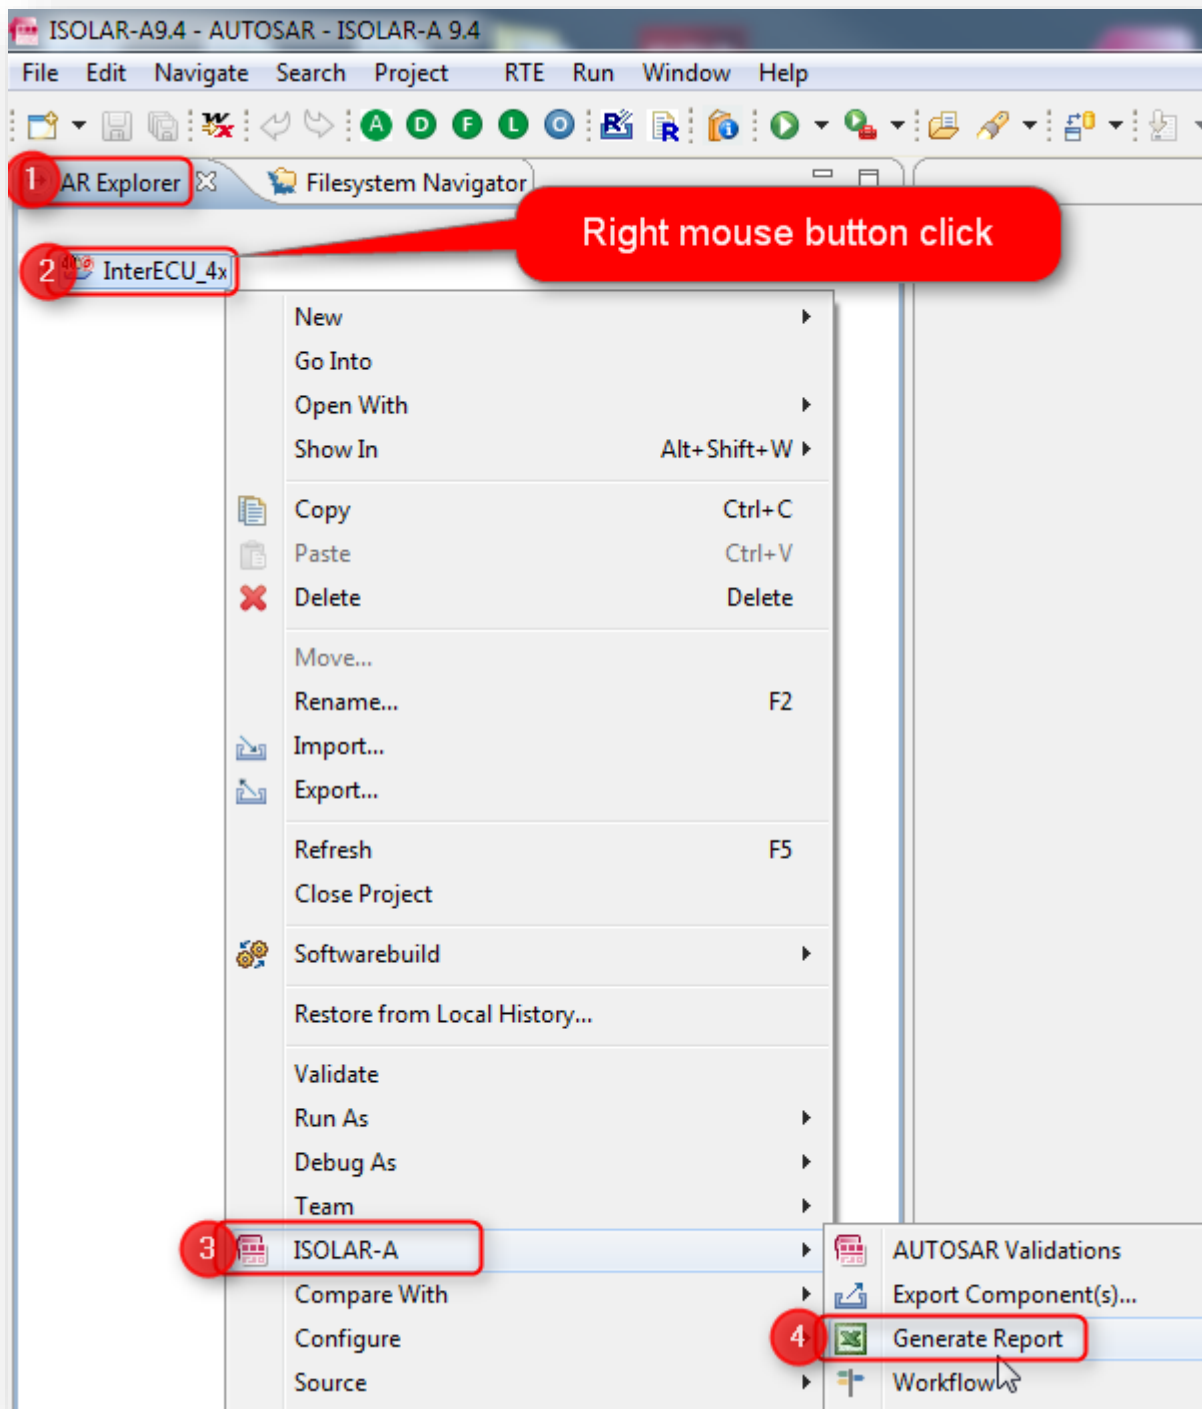 ISOLAR-A9.4 - AUTOSAR - ISOLAR-A 9.4
File Edit Navigate Search Project RTE Run Window Help
A D F L O R R
1 AR Explorer Filesystem Navigator
Right mouse button click
2 InterECU_4x
New
Go Into
Open With
Show In Alt+Shift+W
Copy Ctrl+C
Paste Ctrl+V
Delete Delete
Move...
Rename... F2
Import...
Export...
Refresh F5
Close Project
Softwarebuild
Restore from Local History...
Validate
Run As
Debug As
Team
3 ISOLAR-A
AUTOSAR Validations
Compare With
Export Component(s)...
Configure
4 Generate Report
Source
Workflow